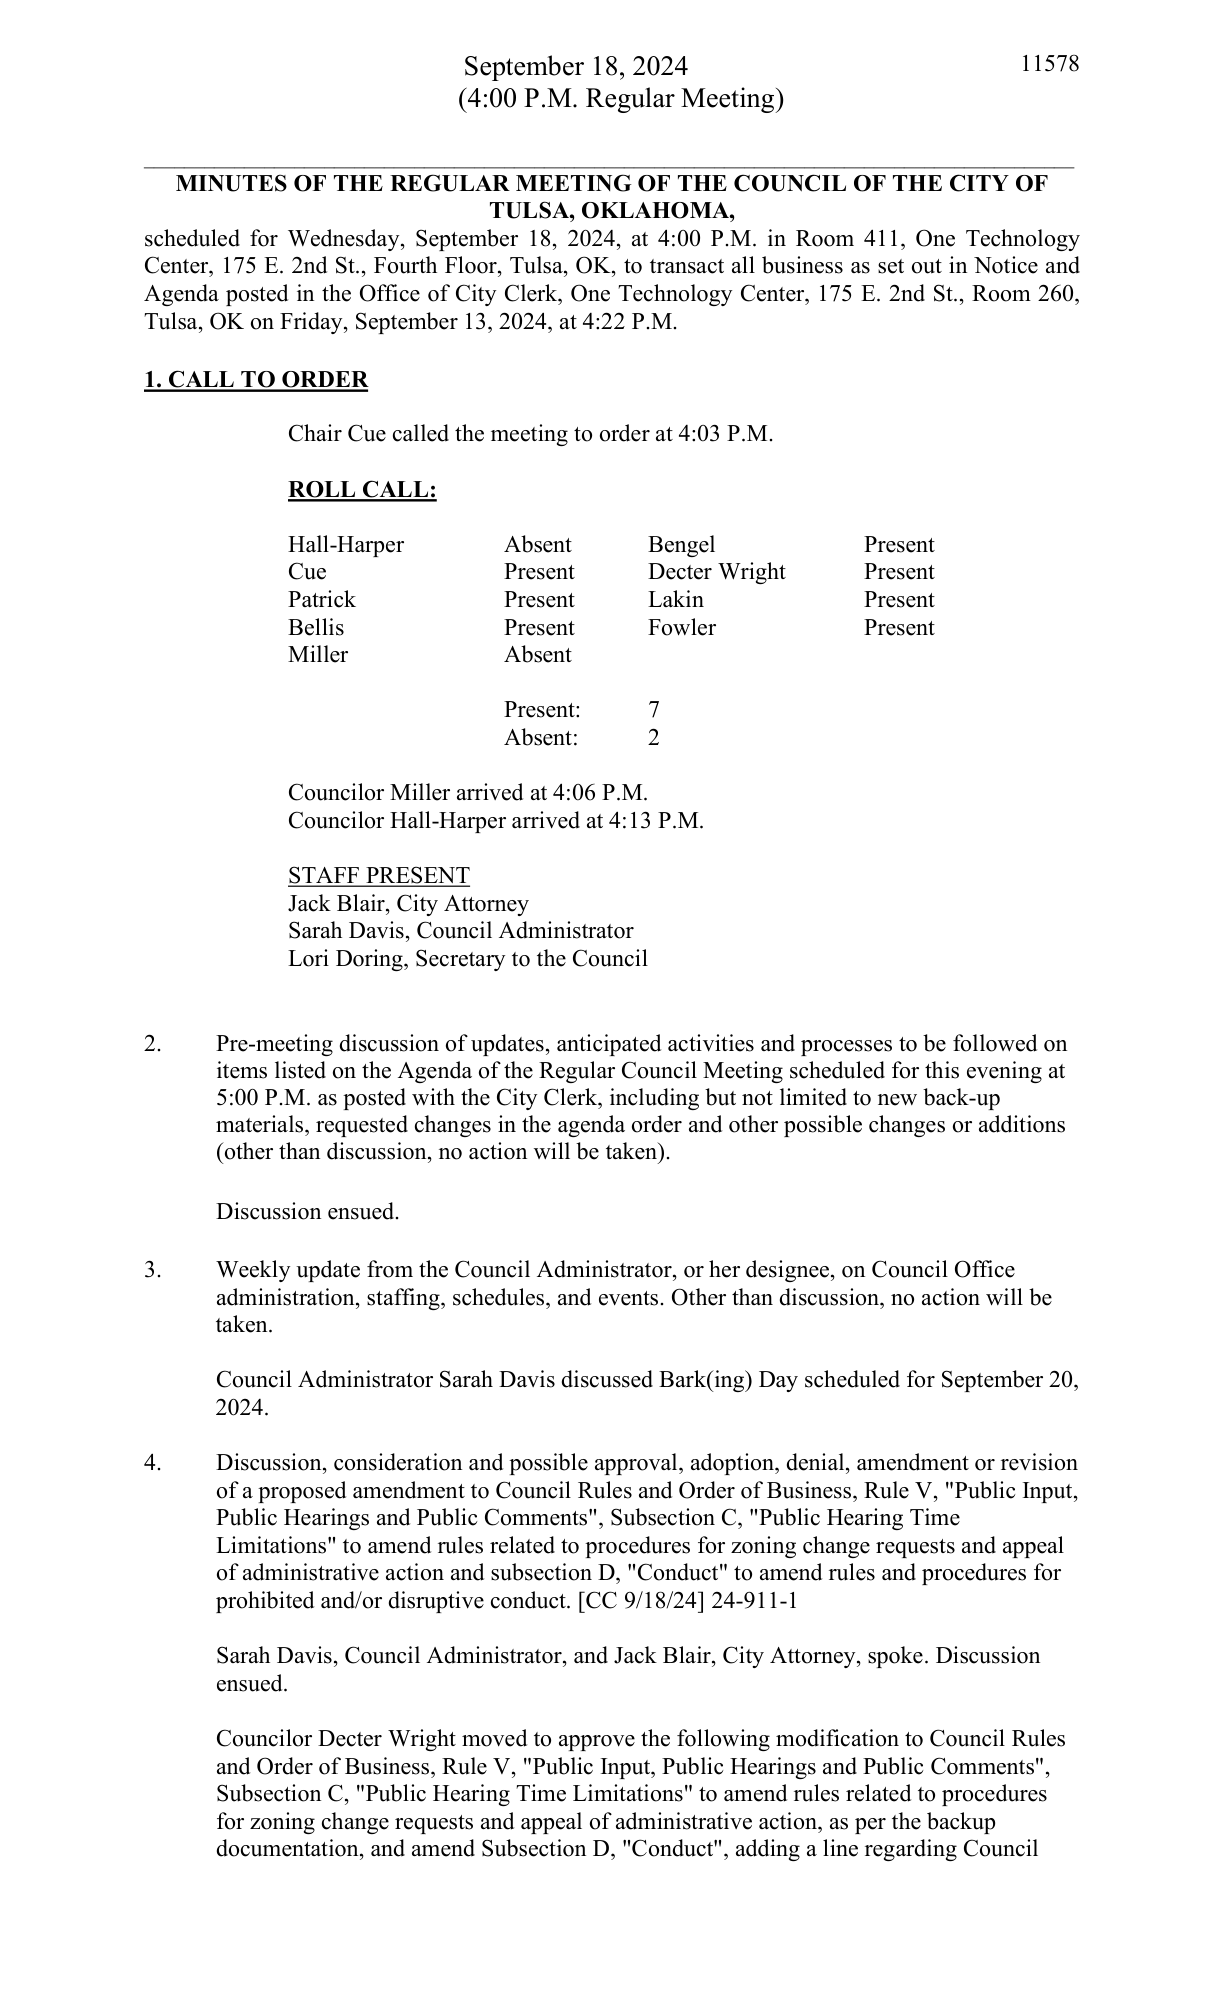 September 18, 2024
11578
(4:00 P.M. Regular Meeting)
MINUTES OF THE REGULAR MEETING OF THE COUNCIL OF THE CITY OF
TULSA, OKLAHOMA,
scheduled for Wednesday, September 18, 2024, at 4:00 P.M. in Room 411, One Technology
Center, 175 E. 2nd St., Fourth Floor, Tulsa, OK, to transact all business as set out in Notice and
Agenda posted in the Office of City Clerk, One Technology Center, 175 E. 2nd St., Room 260,
Tulsa, OK on Friday, September 13, 2024, at 4:22 P.M.
1. CALL TO ORDER
Chair Cue called the meeting to order at 4:03 P.M.
ROLL CALL:
Hall-Harper Absent Bengel Present
Cue Present Decter Wright Present
Patrick Present Lakin Present
Bellis Present Fowler Present
Miller Absent
Present: 7
Absent: 2
Councilor Miller arrived at 4:06 P.M.
Councilor Hall-Harper arrived at 4:13 P.M.
STAFF PRESENT
Jack Blair, City Attorney
Sarah Davis, Council Administrator
Lori Doring, Secretary to the Council
2. Pre-meeting discussion of updates, anticipated activities and processes to be followed on
items listed on the Agenda of the Regular Council Meeting scheduled for this evening at
5:00 P.M. as posted with the City Clerk, including but not limited to new back-up
materials, requested changes in the agenda order and other possible changes or additions
(other than discussion, no action will be taken).
Discussion ensued.
3. Weekly update from the Council Administrator, or her designee, on Council Office
administration, staffing, schedules, and events. Other than discussion, no action will be
taken.
Council Administrator Sarah Davis discussed Bark(ing) Day scheduled for September 20,
2024.
4. Discussion, consideration and possible approval, adoption, denial, amendment or revision
of a proposed amendment to Council Rules and Order of Business, Rule V, "Public Input,
Public Hearings and Public Comments", Subsection C, "Public Hearing Time
Limitations" to amend rules related to procedures for zoning change requests and appeal
of administrative action and subsection D, "Conduct" to amend rules and procedures for
prohibited and/or disruptive conduct. [CC 9/18/24] 24-911-1
Sarah Davis, Council Administrator, and Jack Blair, City Attorney, spoke. Discussion
ensued.
Councilor Decter Wright moved to approve the following modification to Council Rules
and Order of Business, Rule V, "Public Input, Public Hearings and Public Comments",
Subsection C, "Public Hearing Time Limitations" to amend rules related to procedures
for zoning change requests and appeal of administrative action, as per the backup
documentation, and amend Subsection D, "Conduct", adding a line regarding Council